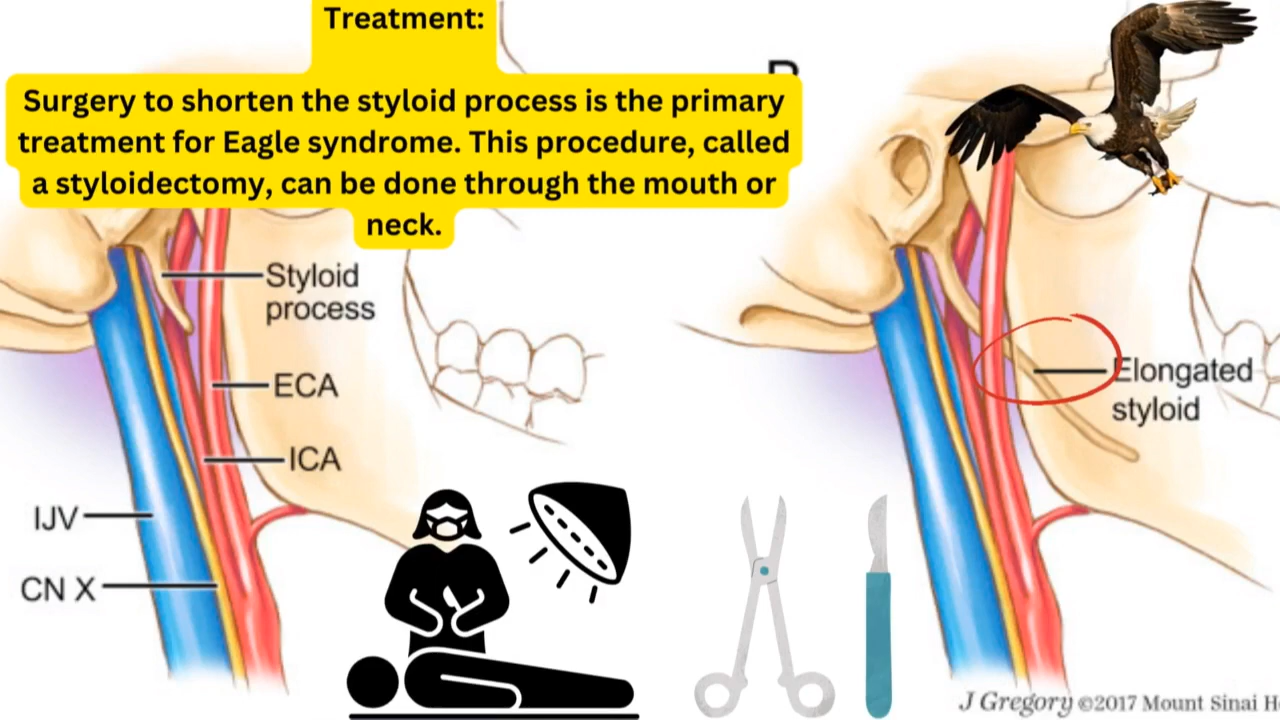 Treatment:
Surgery to shorten the styloid process is the primary
treatment for Eagle syndrome. This procedure, called
a styloidectomy, can be done through the mouth or
neck.
Styloid
process
ECA
ICA
IJV
CN X
Elongated
styloid
J Gregory ©2017 Mount Sinai H